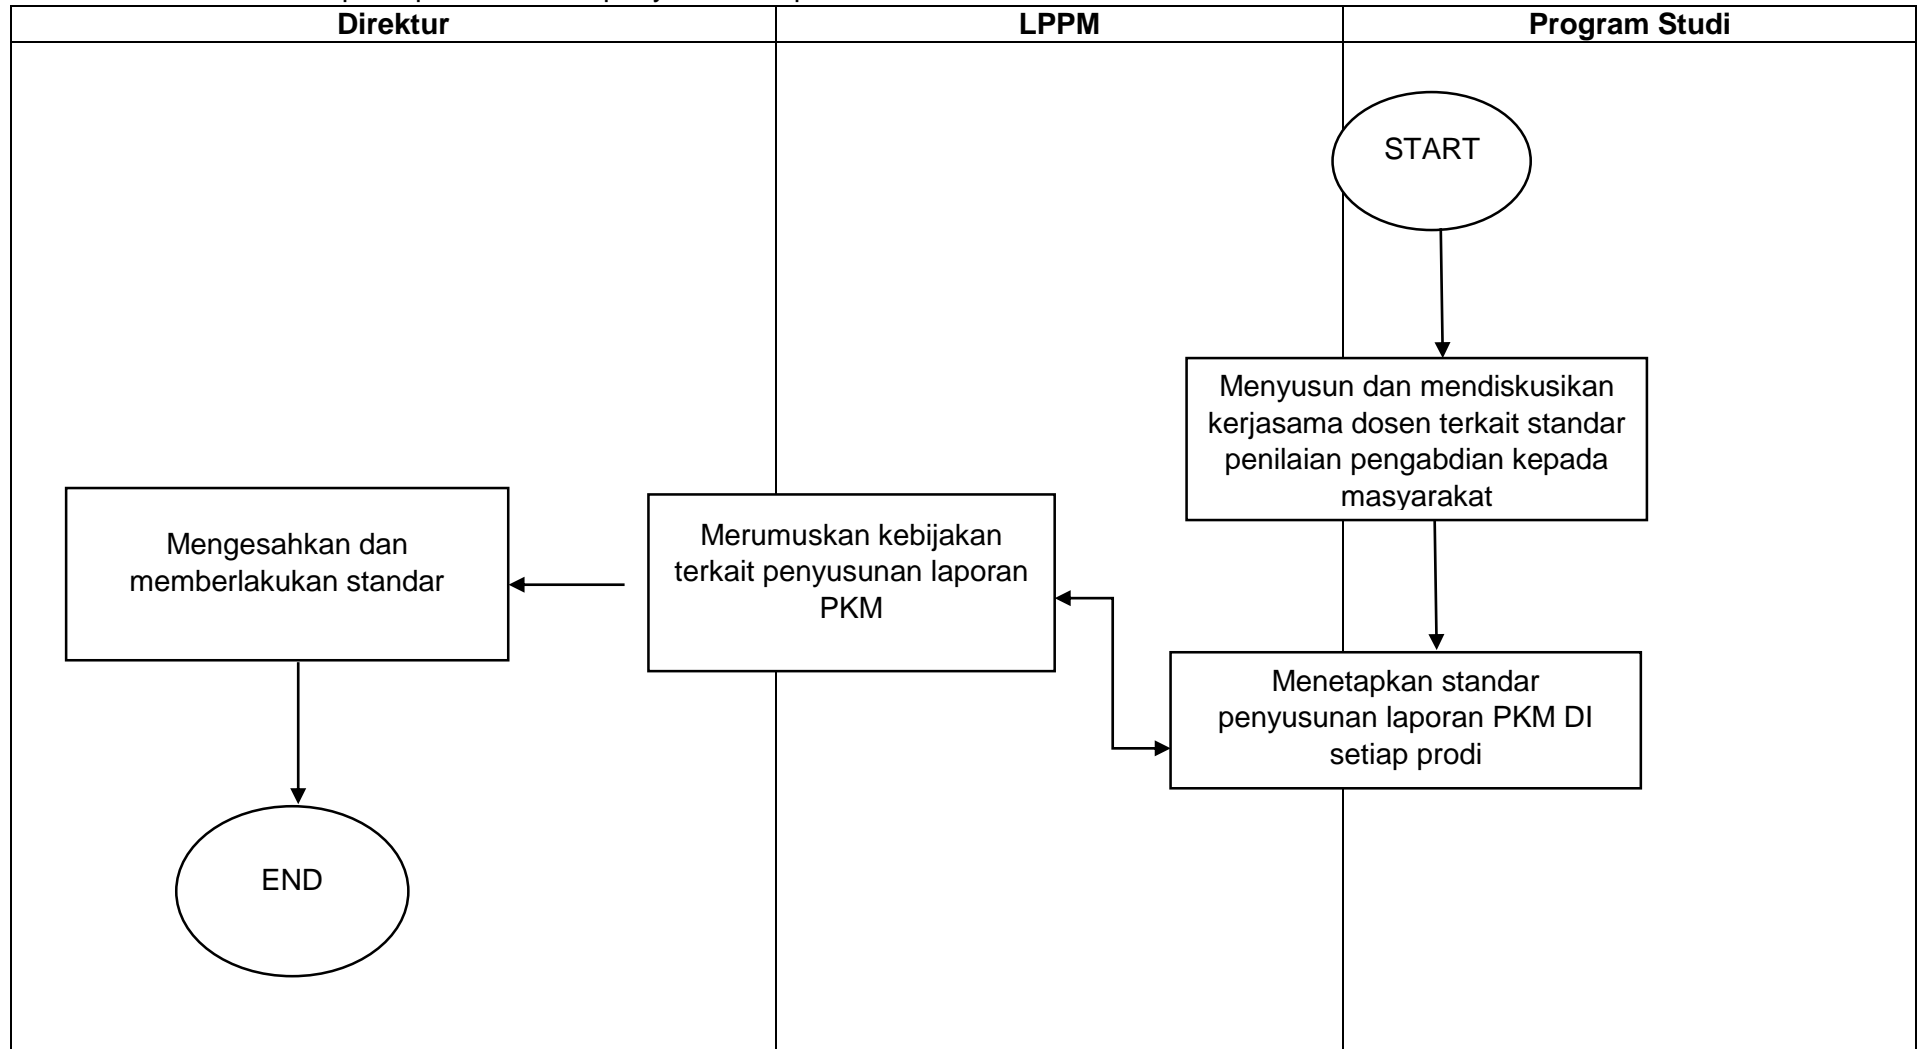 Direktur
LPPM
Program Studi
START
Menyusun dan mendiskusikan
kerjasama dosen terkait standar
penilaian pengabdian kepada
masyarakat
Mengesahkan dan
memberlakukan standar
Merumuskan kebijakan
terkait penyusunan laporan
PKM
Menetapkan standar
penyusunan laporan PKM DI
setiap prodi
END